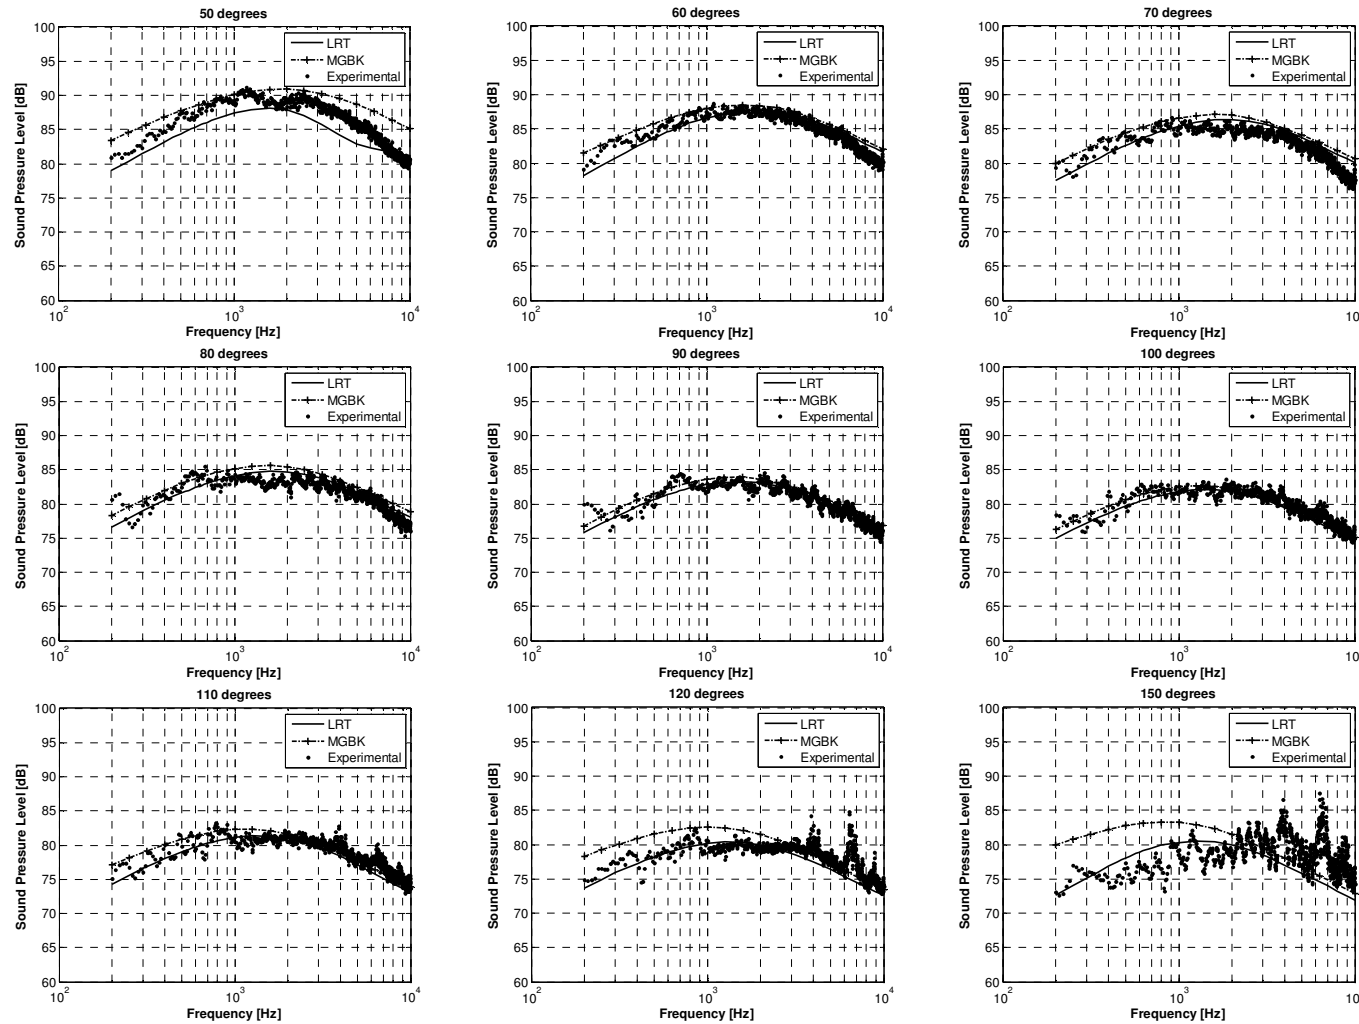 50 degrees
100
95
90
85
80
75
70
65
60
Sound Pressure Level [dB]
LRT
MGBK
Experimental
10^2
10^3
10^4
Frequency [Hz]
60 degrees
100
95
90
85
80
75
70
65
60
Sound Pressure Level [dB]
LRT
MGBK
Experimental
10^2
10^3
10^4
Frequency [Hz]
70 degrees
100
95
90
85
80
75
70
65
60
Sound Pressure Level [dB]
LRT
MGBK
Experimental
10^2
10^3
10
Frequency [Hz]
80 degrees
100
95
90
85
80
75
70
65
60
Sound Pressure Level [dB]
LRT
MGBK
Experimental
10^2
10^3
10^4
Frequency [Hz]
90 degrees
100
95
90
85
80
75
70
65
60
Sound Pressure Level [dB]
LRT
MGBK
Experimental
10^2
10^3
10^4
Frequency [Hz]
100 degrees
100
95
90
85
80
75
70
65
60
Sound Pressure Level [dB]
LRT
MGBK
Experimental
10^2
10^3
10
Frequency [Hz]
110 degrees
100
95
90
85
80
75
70
65
60
Sound Pressure Level [dB]
LRT
MGBK
Experimental
10^2
10^3
10^4
Frequency [Hz]
120 degrees
100
95
90
85
80
75
70
65
60
Sound Pressure Level [dB]
LRT
MGBK
Experimental
10^2
10^3
10^4
Frequency [Hz]
150 degrees
100
95
90
85
80
75
70
65
60
Sound Pressure Level [dB]
LRT
MGBK
Experimental
10^2
10^3
10
Frequency [Hz]